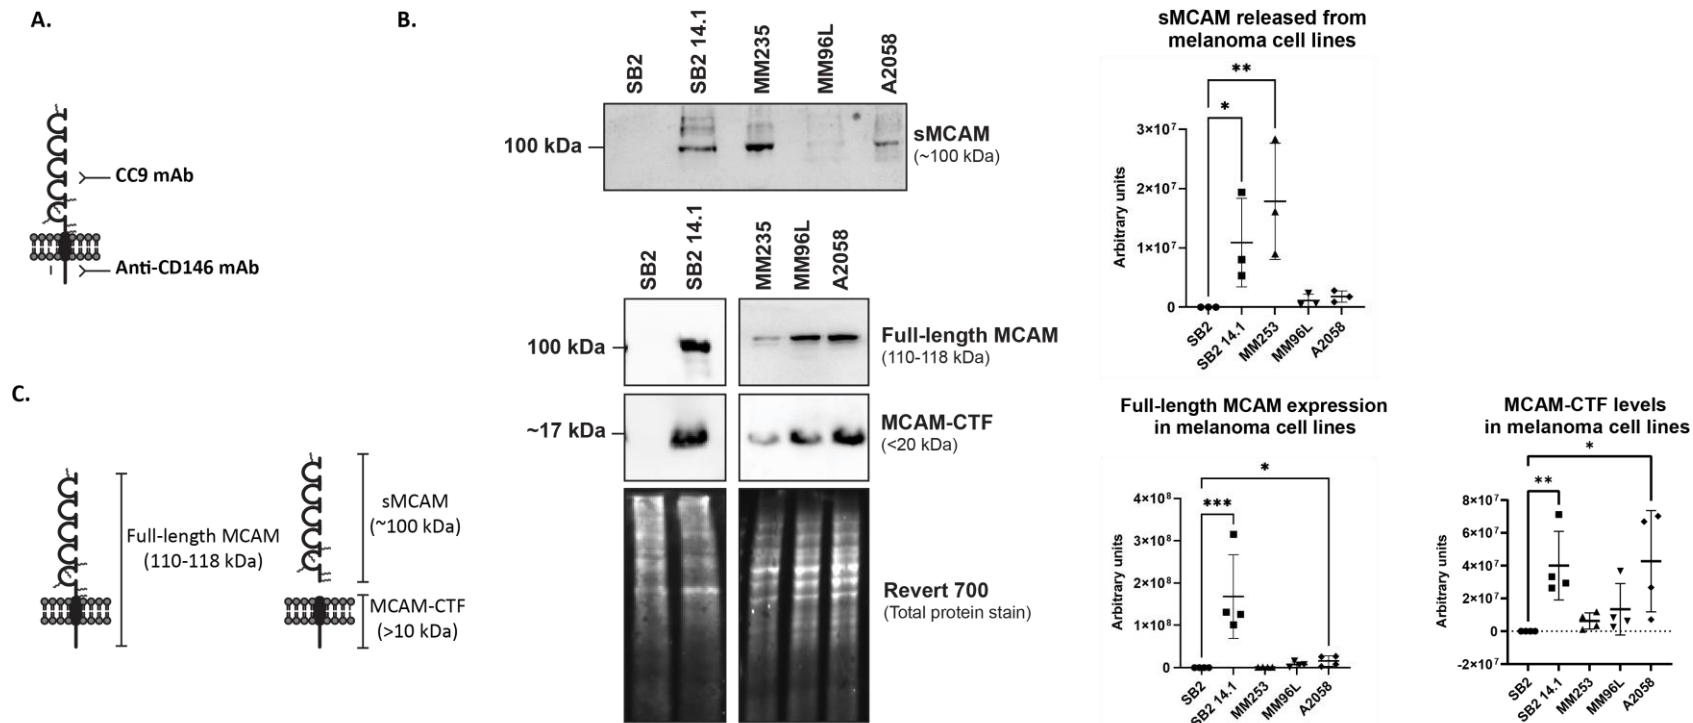 A.
CC9 mAb
Anti-CD146 mAb
B.
SB2
SB2 14.1
MM235
MM96L
A2058
100 kDa
sMCAM
(~100 kDa)
SB2
SB2 14.1
MM235
MM96L
A2058
100 kDa
Full-length MCAM
(110-118 kDa)
~17 kDa
MCAM-CTF
(<20 kDa)
Revert 700
(Total protein stain)
sMCAM released from
melanoma cell lines
**
*
Arbitrary units
3×10⁷
2×10⁷
1×10⁷
0
SB2
SB2 14.1
MM253
MM96L
A2058
Full-length MCAM expression
in melanoma cell lines
*
***
Arbitrary units
4×10⁸
3×10⁸
2×10⁸
1×10⁸
0
SB2
SB2 14.1
MM253
MM96L
A2058
MCAM-CTF levels
in melanoma cell lines
*
**
Arbitrary units
8×10⁷
6×10⁷
4×10⁷
2×10⁷
0
-2×10⁷
SB2
SB2 14.1
MM253
MM96L
A2058
C.
Full-length MCAM
(110-118 kDa)
sMCAM
(~100 kDa)
MCAM-CTF
(>10 kDa)